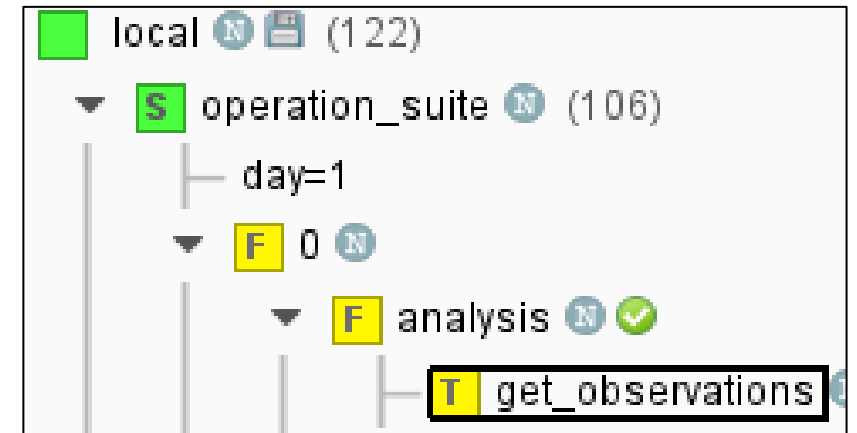 local N (122)
S operation_suite N (106)
day=1
F 0 N
F analysis N
T get_observations